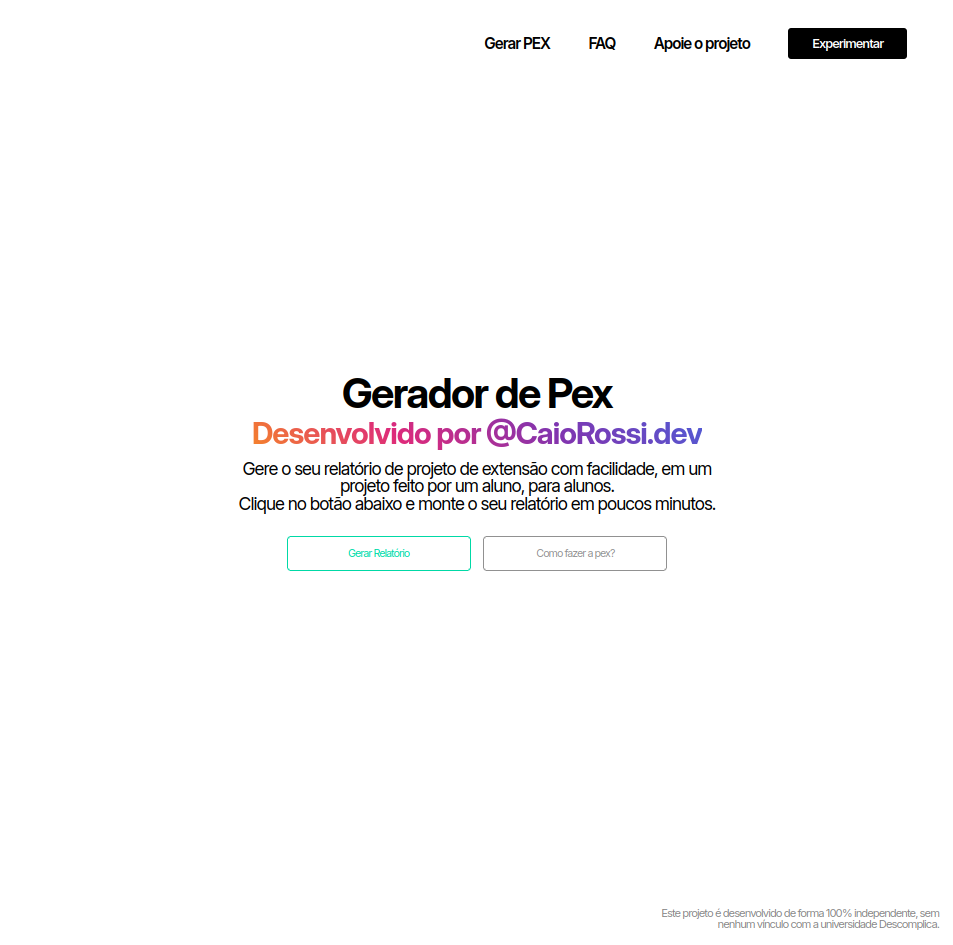 Gerar PEX FAQ Apoie o projeto Experimentar
Gerador de Pex
Desenvolvido por @CaioRossi.dev
Gere o seu relatório de projeto de extensão com facilidade, em um
projeto feito por um aluno, para alunos.
Clique no botão abaixo e monte o seu relatório em poucos minutos.
Gerar Relatório Como fazer a pex?
Este projeto é desenvolvido de forma 100% independente, sem
nenhum vínculo com a universidade Descomplica.